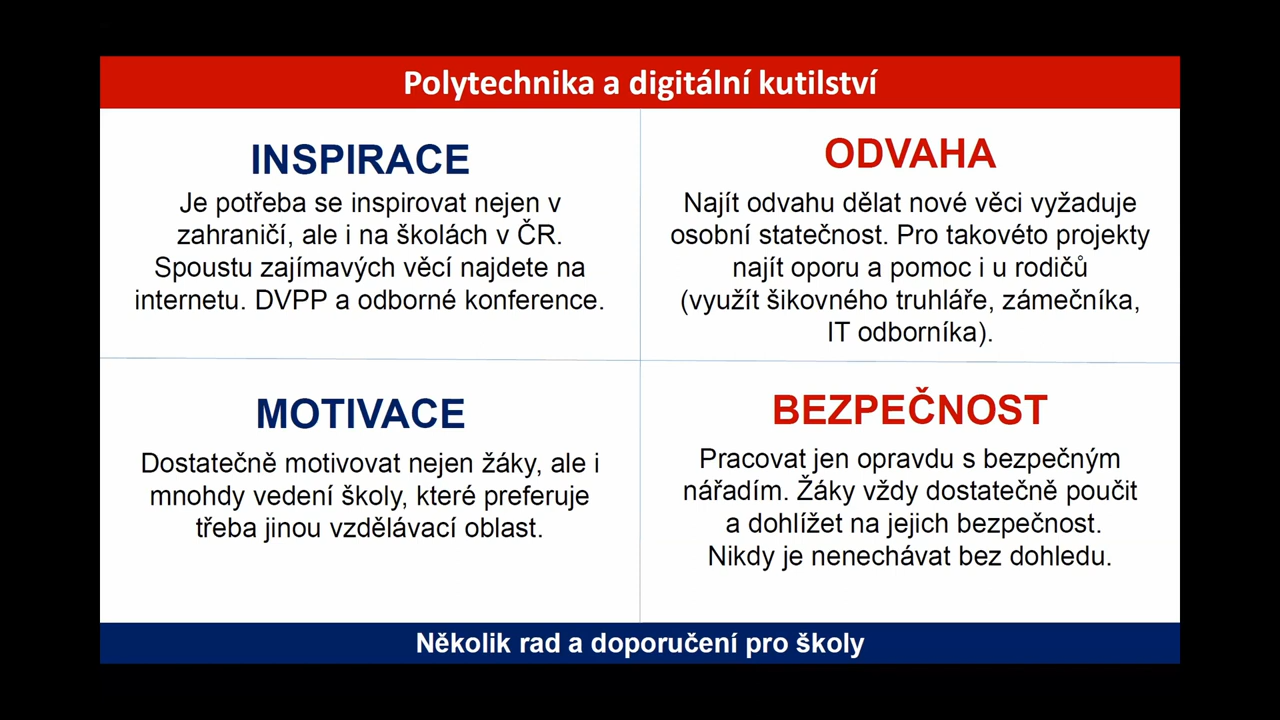 Polytechnika a digitální kutilství
INSPIRACE
Je potřeba se inspirovat nejen v
zahraničí, ale i na školách v ČR.
Spoustu zajímavých věcí najdete na
internetu. DVPP a odborné konference.
ODVAHA
Najít odvahu dělat nové věci vyžaduje
osobní statečnost. Pro takovéto projekty
najít oporu a pomoc i u rodičů
(využít šikovného truhláře, zámečníka,
IT odborníka).
MOTIVACE
Dostatečně motivovat nejen žáky, ale i
mnohdy vedení školy, které preferuje
třeba jinou vzdělávací oblast.
BEZPEČNOST
Pracovat jen opravdu s bezpečným
nářadím. Žáky vždy dostatečně poučit
a dohlížet na jejich bezpečnost.
Nikdy je nenechávat bez dohledu.
Několik rad a doporučení pro školy